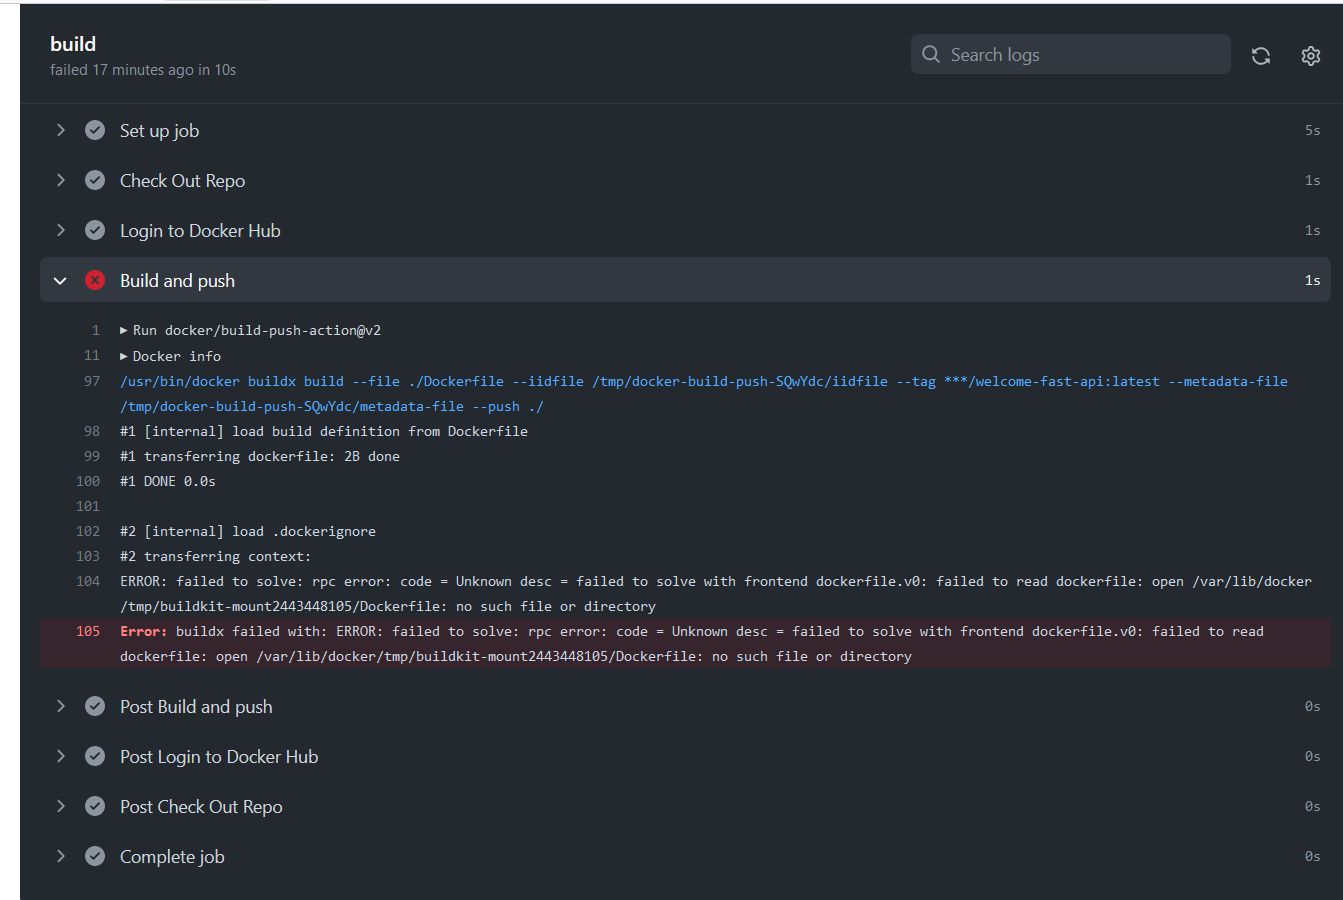 build
failed 17 minutes ago in 10s
Search logs
Set up job 5s
Check Out Repo 1s
Login to Docker Hub 1s
Build and push 1s
1 Run docker/build-push-action@v2
11 Docker info
97 /usr/bin/docker buildx build --file ./Dockerfile --iidfile /tmp/docker-build-push-SQwYdc/iidfile --tag ***/welcome-fast-api:latest --metadata-file
/tmp/docker-build-push-SQwYdc/metadata-file --push ./
98 #1 [internal] load build definition from Dockerfile
99 #1 transferring dockerfile: 2B done
100 #1 DONE 0.0s
101
102 #2 [internal] load .dockerignore
103 #2 transferring context:
104 ERROR: failed to solve: rpc error: code = Unknown desc = failed to solve with frontend dockerfile.v0: failed to read dockerfile: open /var/lib/docker
/tmp/buildkit-mount2443448105/Dockerfile: no such file or directory
105 Error: buildx failed with: ERROR: failed to solve: rpc error: code = Unknown desc = failed to solve with frontend dockerfile.v0: failed to read
dockerfile: open /var/lib/docker/tmp/buildkit-mount2443448105/Dockerfile: no such file or directory
Post Build and push 0s
Post Login to Docker Hub 0s
Post Check Out Repo 0s
Complete job 0s